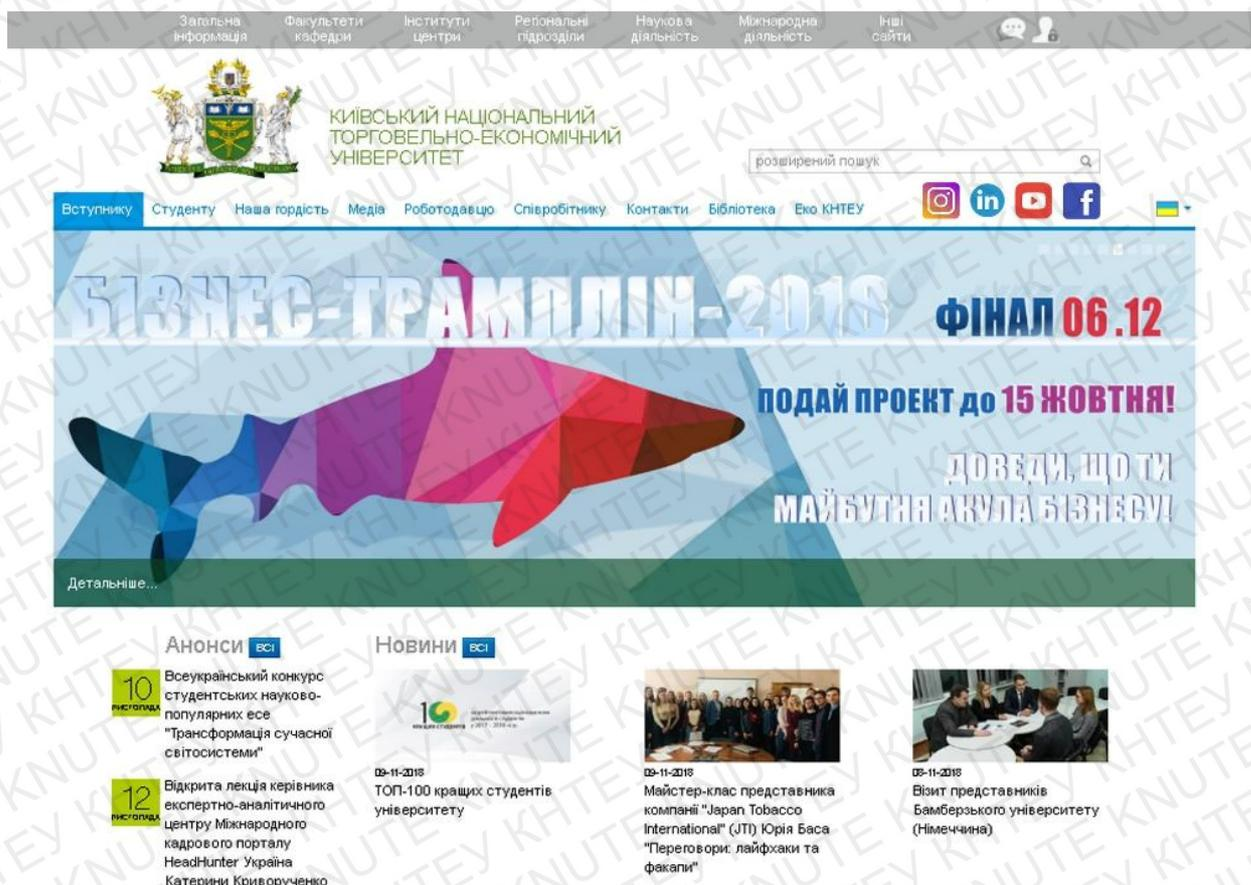 Загальна
інформація
Факультети
кафедри
Інститути
центри
Регіональні
підрозділи
Наукова
діяльність
Міжнародна
діяльність
Інші
сайти
КИЇВСЬКИЙ НАЦІОНАЛЬНИЙ
ТОРГОВЕЛЬНО-ЕКОНОМІЧНИЙ
УНІВЕРСИТЕТ
розширений пошук
Вступнику Студенту Наша гордість Медіа Роботодавцю Співробітнику Контакти Бібліотека Еко КНТЕУ
БІЗНЕС-ТРАМПЛІН-2018
ФІНАЛ 06.12
ПОДАЙ ПРОЕКТ до 15 ЖОВТНЯ!
ДОВЕДИ, ЩО ТИ
МАЙБУТНЯ АКУЛА БІЗНЕСУ!
Детальніше...
Анонси ВСІ
10
листопада
Всеукраїнський конкурс
студентських науково-
популярних есе
"Трансформація сучасної
світосистеми"
12
листопада
Відкрита лекція керівника
експертно-аналітичного
центру Міжнародного
кадрового порталу
HeadHunter Україна
Катерини Криворученко
Новини ВСІ
09-11-2018
ТОП-100 кращих студентів
університету
09-11-2018
Майстер-клас представника
компанії "Japan Tobacco
International" (JTI) Юрія Баса
"Переговори: лайфхаки та
факапи"
08-11-2018
Візит представників
Бамберзького університету
(Німеччина)